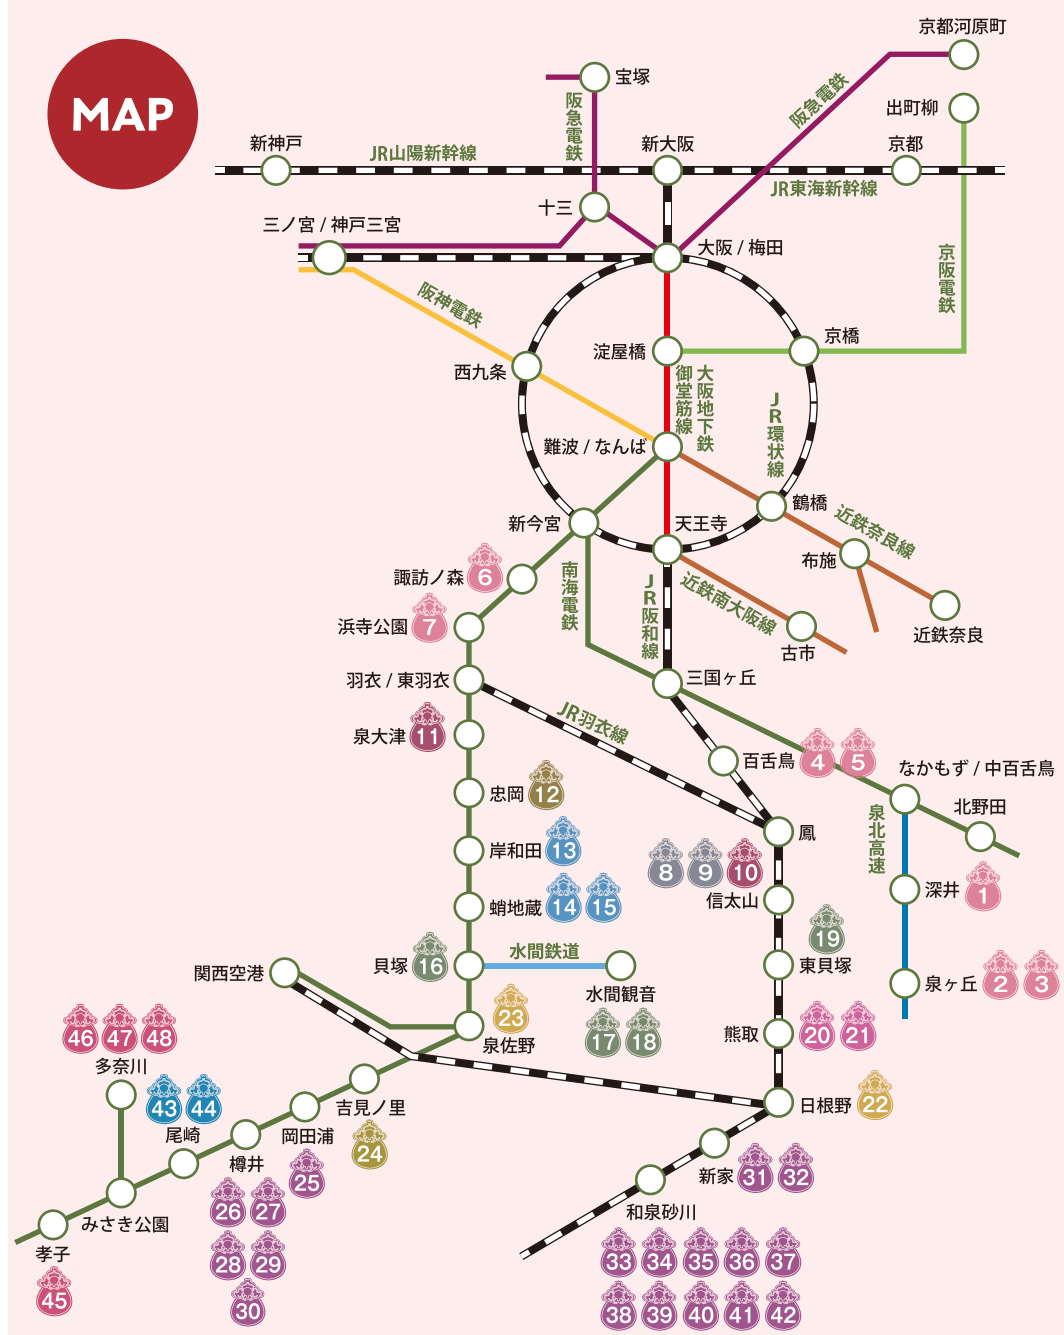 MAP
京都河原町
宝塚
阪急電鉄
阪急電鉄
出町柳
新神戸
JR山陽新幹線
新大阪
京都
JR東海新幹線
十三
三ノ宮 / 神戸三宮
大阪 / 梅田
京阪電鉄
阪神電鉄
淀屋橋
京橋
西九条
大阪地下鉄
御堂筋線
JR環状線
難波 / なんば
鶴橋
近鉄奈良線
新今宮
天王寺
布施
諏訪ノ森
6
南海電鉄
JR阪和線
近鉄南大阪線
浜寺公園
7
近鉄奈良
古市
羽衣 / 東羽衣
三国ヶ丘
JR羽衣線
泉大津
11
百舌鳥
4
5
なかもず / 中百舌鳥
忠岡
12
北野田
泉北高速
鳳
岸和田
13
8
9
10
深井
1
蛸地蔵
14
15
信太山
19
貝塚
16
水間鉄道
東貝塚
関西空港
泉ヶ丘
2
3
水間観音
23
泉佐野
17
18
熊取
20
21
46
47
48
多奈川
43
44
尾崎
吉見ノ里
24
日根野
22
岡田浦
25
樽井
26
27
28
29
30
新家
31
32
みさき公園
和泉砂川
孝子
45
33
34
35
36
37
38
39
40
41
42